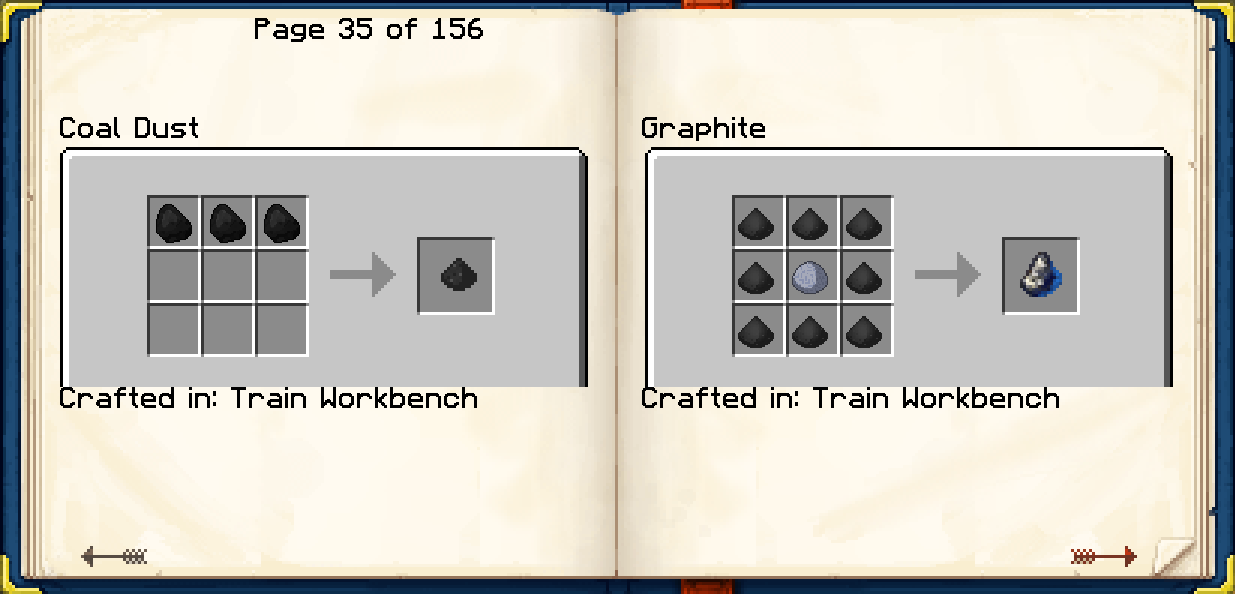 Page 35 of 156
Coal Dust
Crafted in: Train Workbench
Graphite
Crafted in: Train Workbench